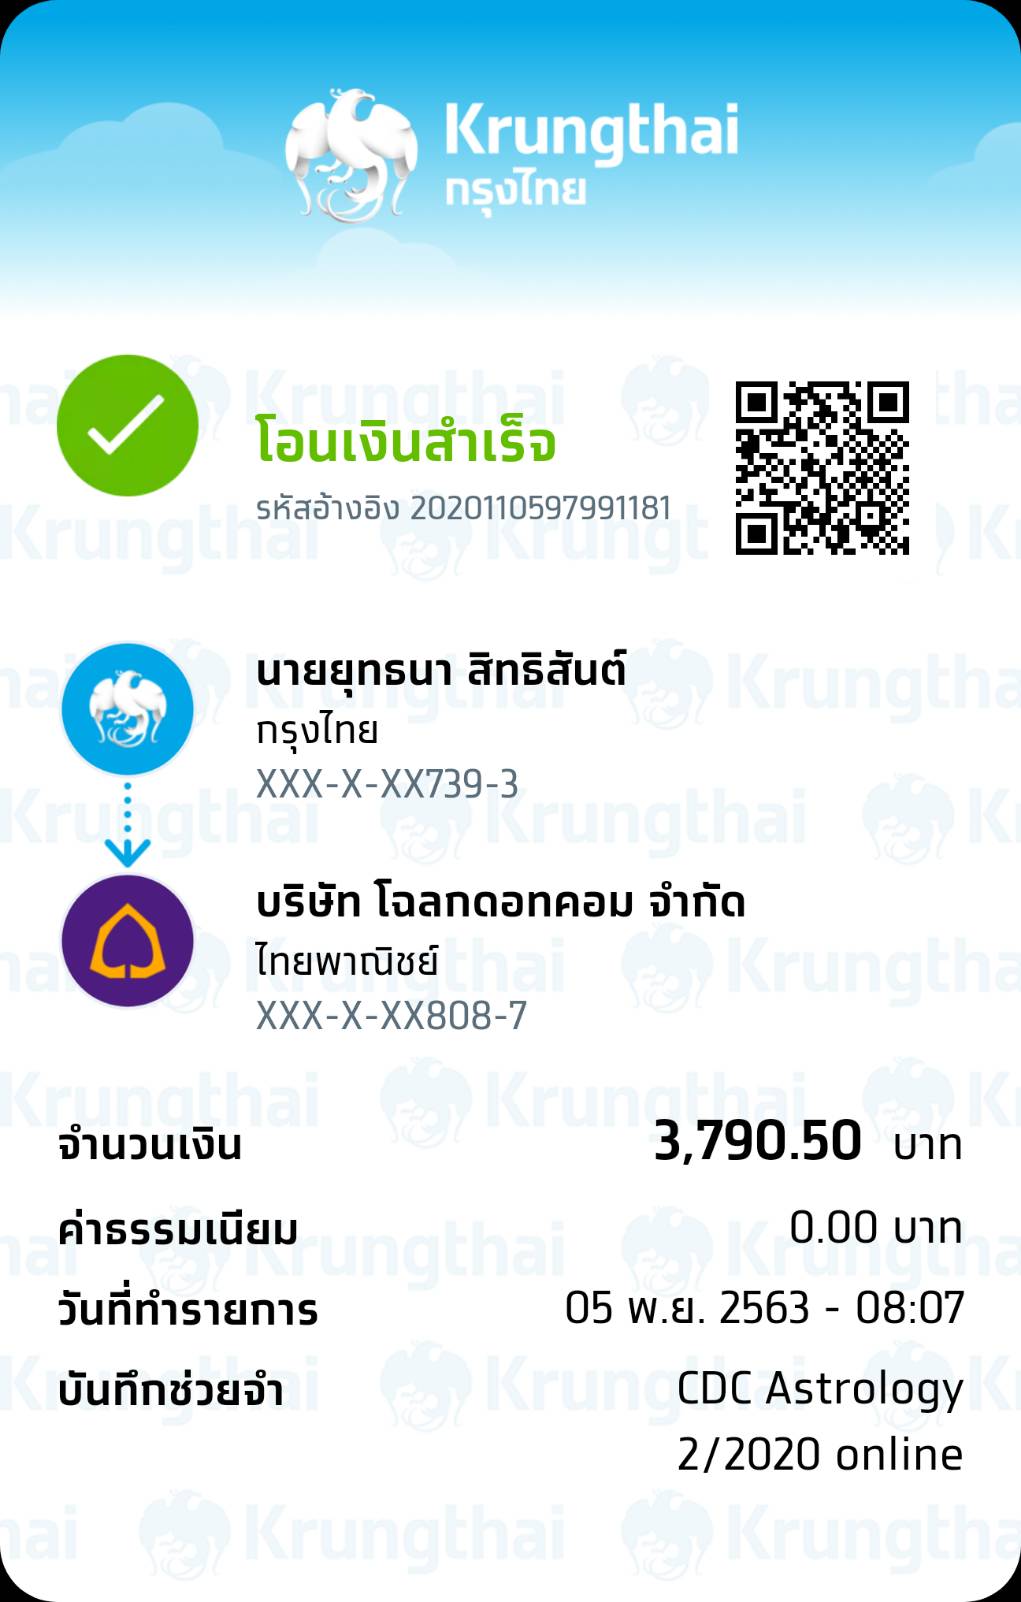 Krungthai
กรุงไทย
โอนเงินสำเร็จ
รหัสอ้างอิง 2020110597991181
นายยุทธนา สิทธิสันต์
กรุงไทย
XXX-X-XX739-3
บริษัท โฉลกดอทคอม จำกัด
ไทยพาณิชย์
XXX-X-XX808-7
จำนวนเงิน 3,790.50 บาท
ค่าธรรมเนียม 0.00 บาท
วันที่ทำรายการ 05 พ.ย. 2563 - 08:07
บันทึกช่วยจำ CDC Astrology
2/2020 online